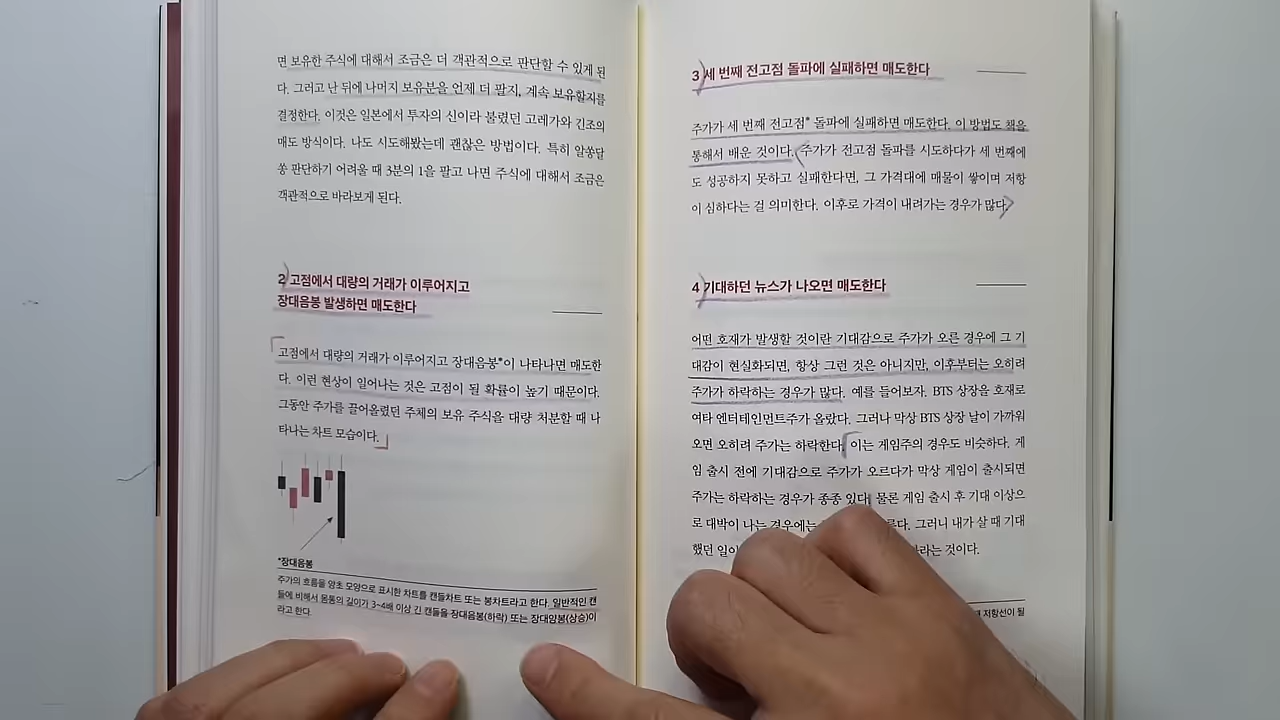 면 보유한 주식에 대해서 조금은 더 객관적으로 판단할 수 있게 된
다. 그러고 난 뒤에 나머지 보유분을 언제 더 팔지, 계속 보유할지를
결정한다. 이것은 일본에서 투자의 신이라 불렸던 고레가와 긴조의
매도 방식이다. 나도 시도해봤는데 괜찮은 방법이다. 특히 알쏭달
쏭 판단하기 어려울 때 3분의 1을 팔고 나면 주식에 대해서 조금은
객관적으로 바라보게 된다.
2 고점에서 대량의 거래가 이루어지고
장대음봉 발생하면 매도한다
고점에서 대량의 거래가 이루어지고 장대음봉*이 나타나면 매도한
다. 이런 현상이 일어나는 것은 고점이 될 확률이 높기 때문이다.
그동안 주가를 끌어올렸던 주체의 보유 주식을 대량 처분할 때 나
타나는 차트 모습이다.
*장대음봉
주가의 흐름을 양초 모양으로 표시한 차트를 캔들차트 또는 봉차트라고 한다. 일반적인 캔
들에 비해서 몸통의 길이가 3~4배 이상 긴 캔들을 장대음봉(하락) 또는 장대양봉(상승)이
라고 한다.
3 세 번째 전고점 돌파에 실패하면 매도한다
주가가 세 번째 전고점* 돌파에 실패하면 매도한다. 이 방법도 책을
통해서 배운 것이다. 주가가 전고점 돌파를 시도하다가 세 번째에
도 성공하지 못하고 실패한다면, 그 가격대에 매물이 쌓이며 저항
이 심하다는 걸 의미한다. 이후로 가격이 내려가는 경우가 많다.
4 기대하던 뉴스가 나오면 매도한다
어떤 호재가 발생할 것이란 기대감으로 주가가 오른 경우에 그 기
대감이 현실화되면, 항상 그런 것은 아니지만, 이후부터는 오히려
주가가 하락하는 경우가 많다. 예를 들어보자. BTS 상장을 호재로
여타 엔터테인먼트주가 올랐다. 그러나 막상 BTS 상장 날이 가까워
오면 오히려 주가는 하락한다. 이는 게임주의 경우도 비슷하다. 게
임 출시 전에 기대감으로 주가가 오르다가 막상 게임이 출시되면
주가는 하락하는 경우가 종종 있다. 물론 게임 출시 후 기대 이상으
로 대박이 나는 경우에는 그러니 내가 살 때 기대
했던 것이다.
저항선이 될